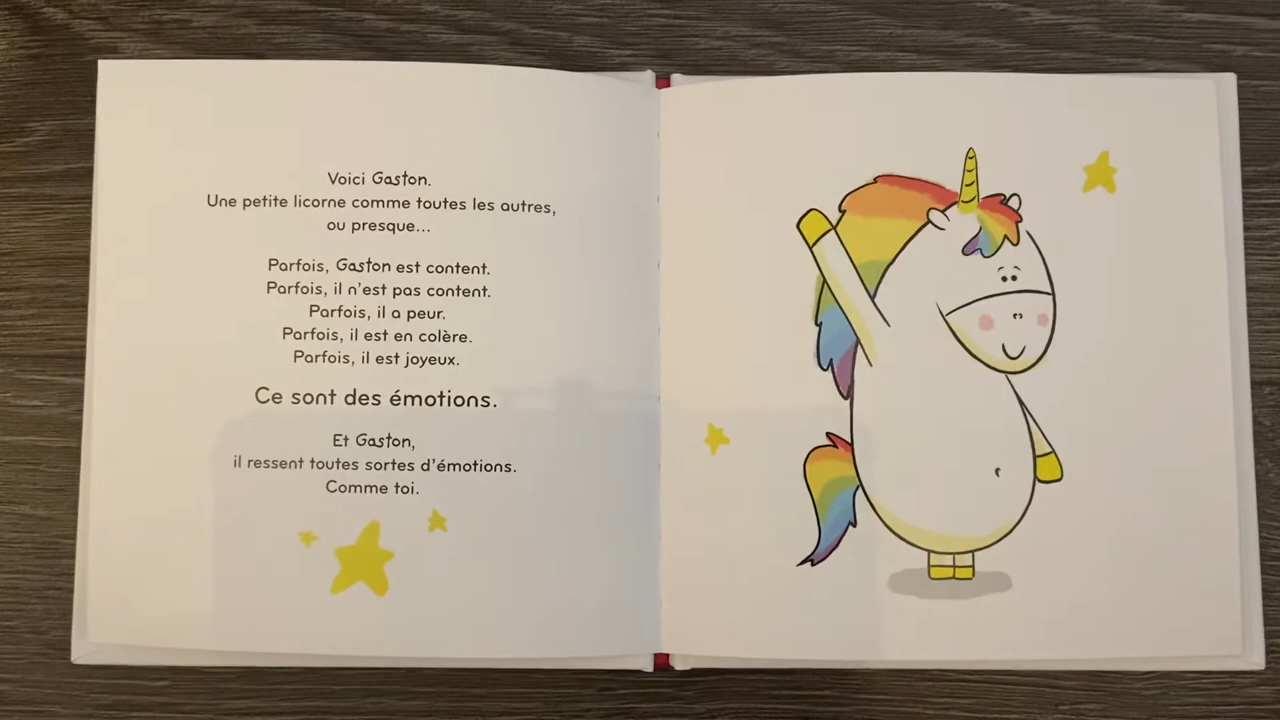 Voici Gaston.
Une petite licorne comme toutes les autres,
ou presque...
Parfois, Gaston est content.
Parfois, il n'est pas content.
Parfois, il a peur.
Parfois, il est en colère.
Parfois, il est joyeux.
Ce sont des émotions.
Et Gaston,
il ressent toutes sortes d'émotions.
Comme toi.